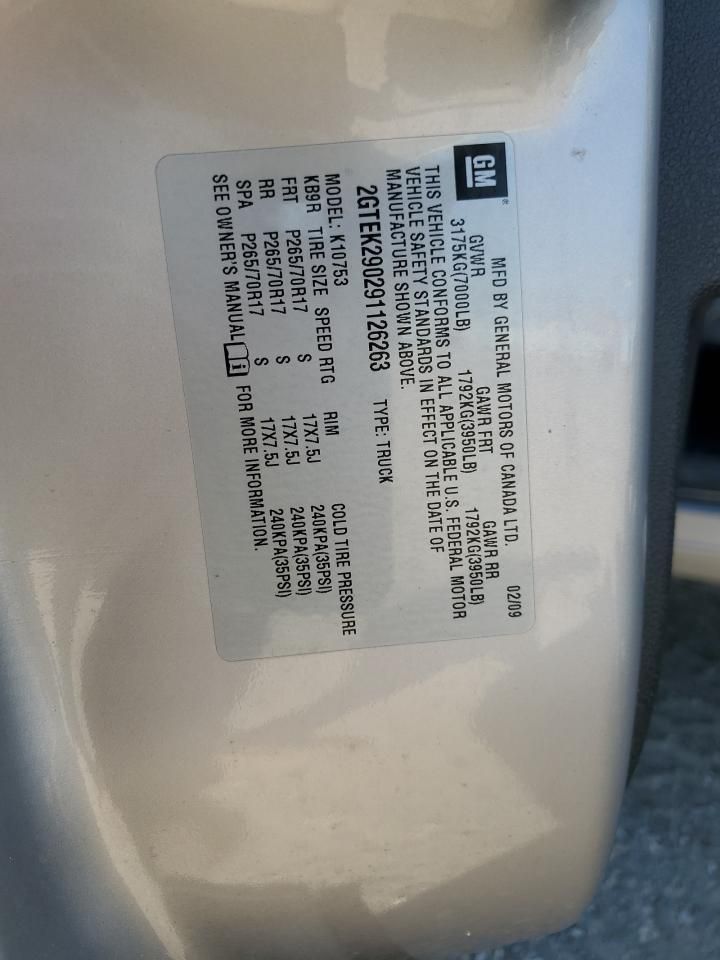 GM ® MFD BY GENERAL MOTORS OF CANADA LTD. 02/09
GVWR GAWR FRT GAWR RR
3175KG(7000LB) 1792KG(3950LB) 1792KG(3950LB)
THIS VEHICLE CONFORMS TO ALL APPLICABLE U.S. FEDERAL MOTOR
VEHICLE SAFETY STANDARDS IN EFFECT ON THE DATE OF
MANUFACTURE SHOWN ABOVE.
2GTEK290291126263 TYPE: TRUCK
MODEL: K10753
KB9R TIRE SIZE SPEED RTG RIM COLD TIRE PRESSURE
FRT P265/70R17 S 17X7.5J 240KPA(35PSI)
RR P265/70R17 S 17X7.5J 240KPA(35PSI)
SPA P265/70R17 S 17X7.5J 240KPA(35PSI)
SEE OWNER'S MANUAL FOR MORE INFORMATION.